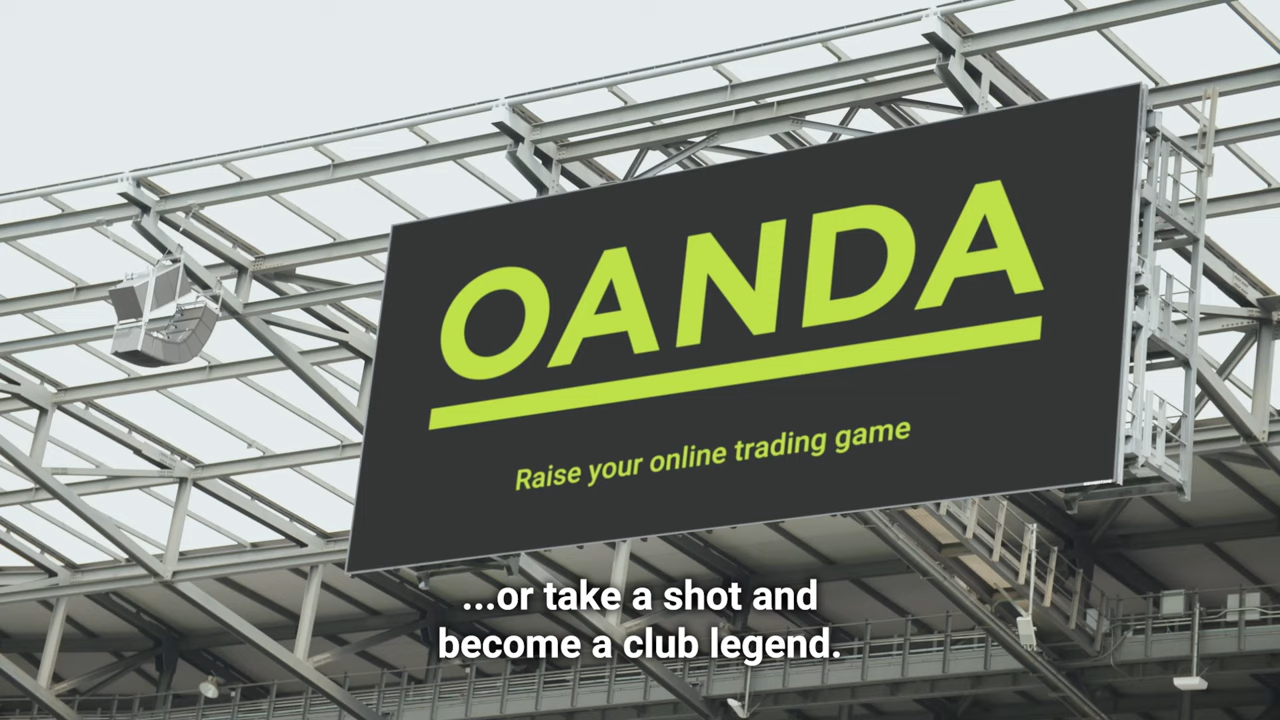 OANDA
Raise your online trading game
...or take a shot and
become a club legend.